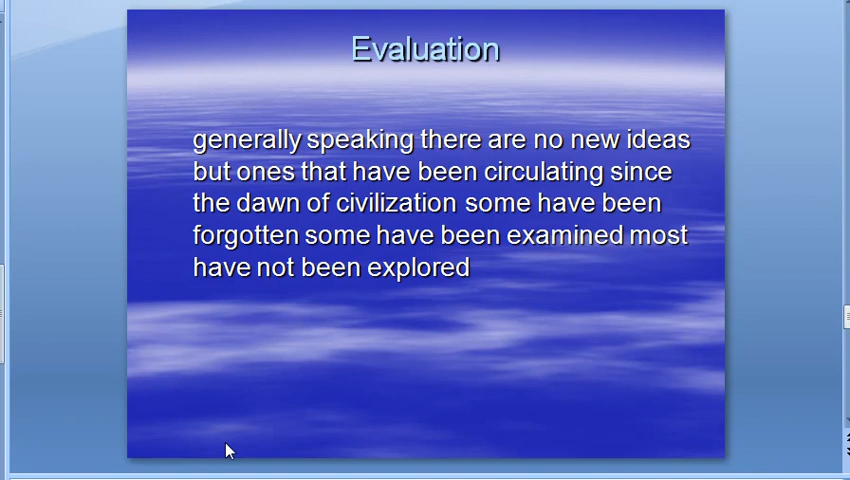 Evaluation
generally speaking there are no new ideas
but ones that have been circulating since
the dawn of civilization some have been
forgotten some have been examined most
have not been explored